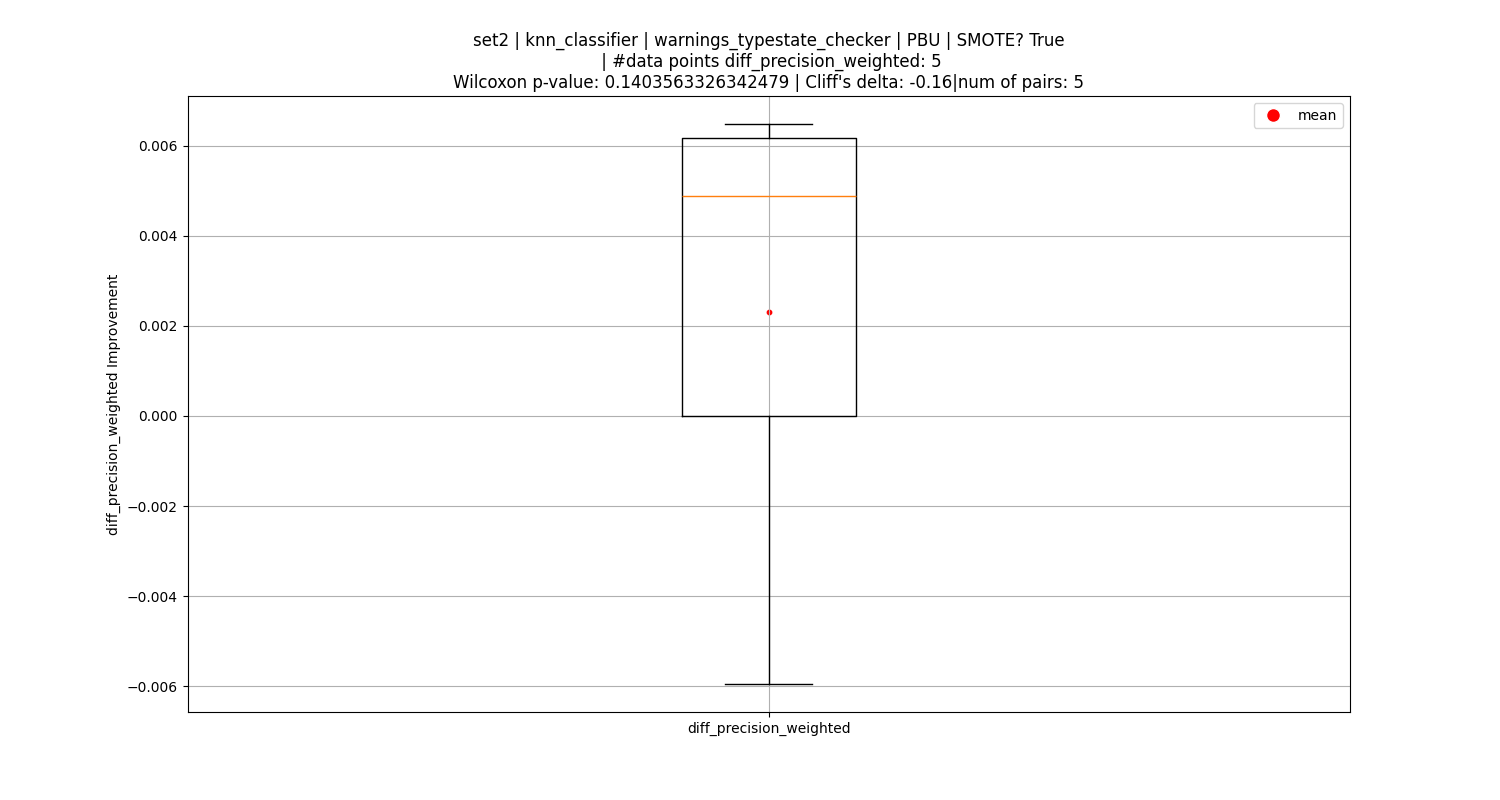 set2 | knn_classifier | warnings_typestate_checker | PBU | SMOTE? True
| #data points diff_precision_weighted: 5
Wilcoxon p-value: 0.1403563326342479 | Cliff's delta: -0.16|num of pairs: 5
mean
0.006
0.004
0.002
0.000
−0.002
−0.004
−0.006
diff_precision_weighted Improvement
diff_precision_weighted